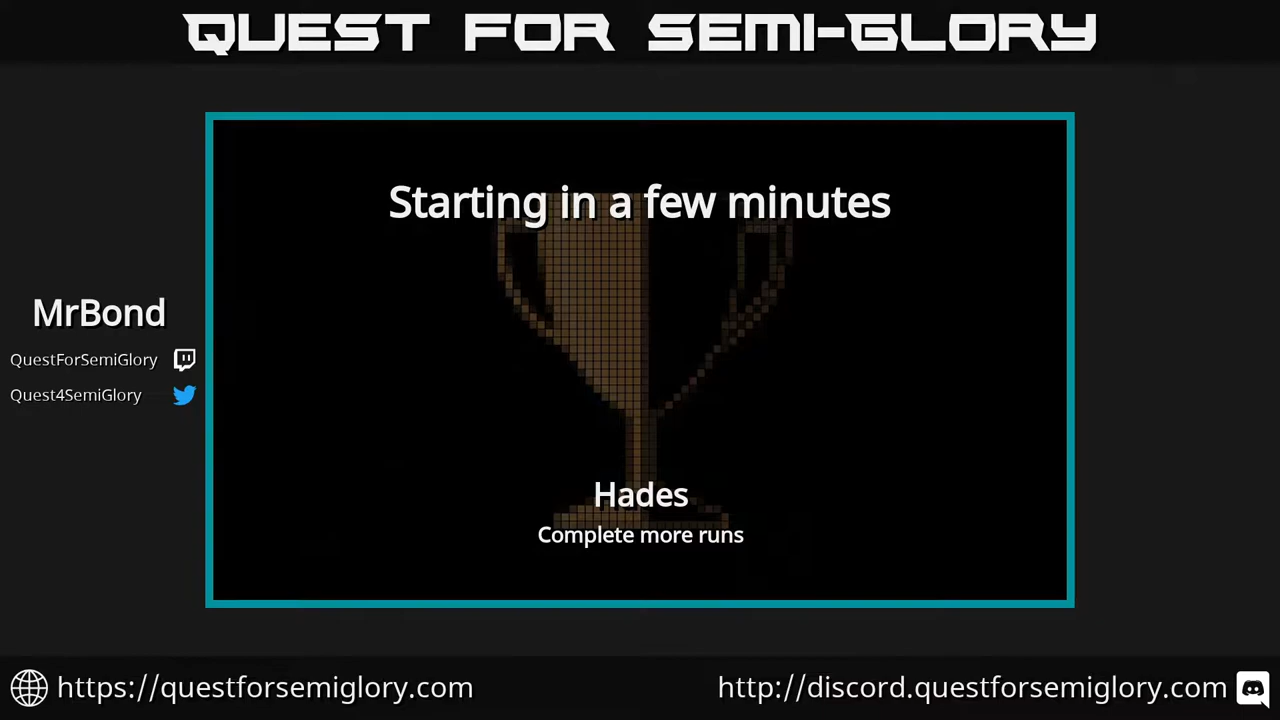 QUEST FOR SEMI-GLORY
Starting in a few minutes
MrBond
QuestForSemiGlory
Quest4SemiGlory
Hades
Complete more runs
https://questforsemiglory.com
http://discord.questforsemiglory.com